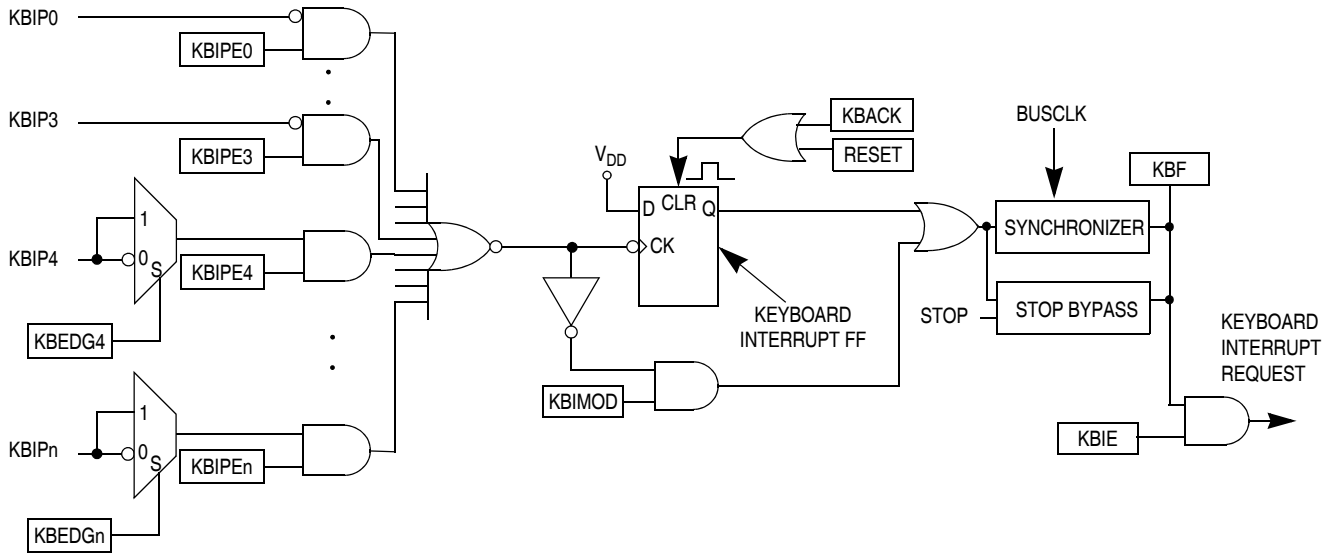 KBIP0
KBIPE0
KBIP3
KBIPE3
1
KBIP4
0
S
KBIPE4
KBEDG4
1
KBIPn
0
S
KBIPEn
KBEDGn
VDD
D
CLR
Q
CK
KBACK
RESET
KEYBOARD
INTERRUPT FF
KBIMOD
BUSCLK
SYNCHRONIZER
STOP
STOP BYPASS
KBF
KBIE
KEYBOARD
INTERRUPT
REQUEST